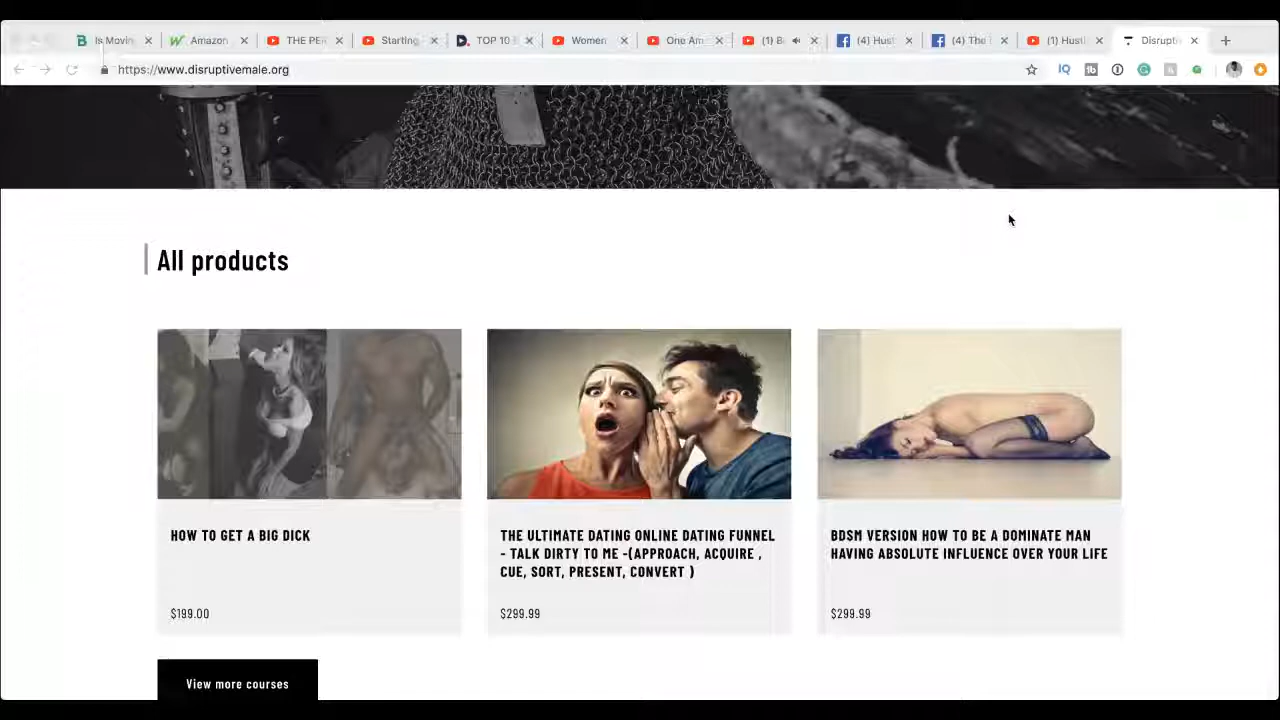 Is Movin
Amazon
THE PER
Starting
TOP 10
Women
One Am
(1) B
(4) Hust
(4) The
(1) Hustl
Disrupti
https://www.disruptivemale.org
All products
HOW TO GET A BIG DICK
$199.00
THE ULTIMATE DATING ONLINE DATING FUNNEL
- TALK DIRTY TO ME -(APPROACH, ACQUIRE ,
CUE, SORT, PRESENT, CONVERT )
$299.99
BDSM VERSION HOW TO BE A DOMINATE MAN
HAVING ABSOLUTE INFLUENCE OVER YOUR LIFE
$299.99
View more courses